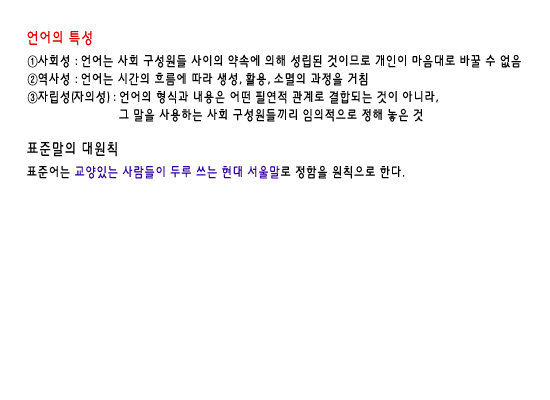 언어의 특성
①사회성 : 언어는 사회 구성원들 사이의 약속에 의해 성립된 것이므로 개인이 마음대로 바꿀 수 없음
②역사성 : 언어는 시간의 흐름에 따라 생성, 활용, 소멸의 과정을 거침
③자립성(자의성) : 언어의 형식과 내용은 어떤 필연적 관계로 결합되는 것이 아니라,
그 말을 사용하는 사회 구성원들끼리 임의적으로 정해 놓은 것
표준말의 대원칙
표준어는 교양있는 사람들이 두루 쓰는 현대 서울말로 정함을 원칙으로 한다.